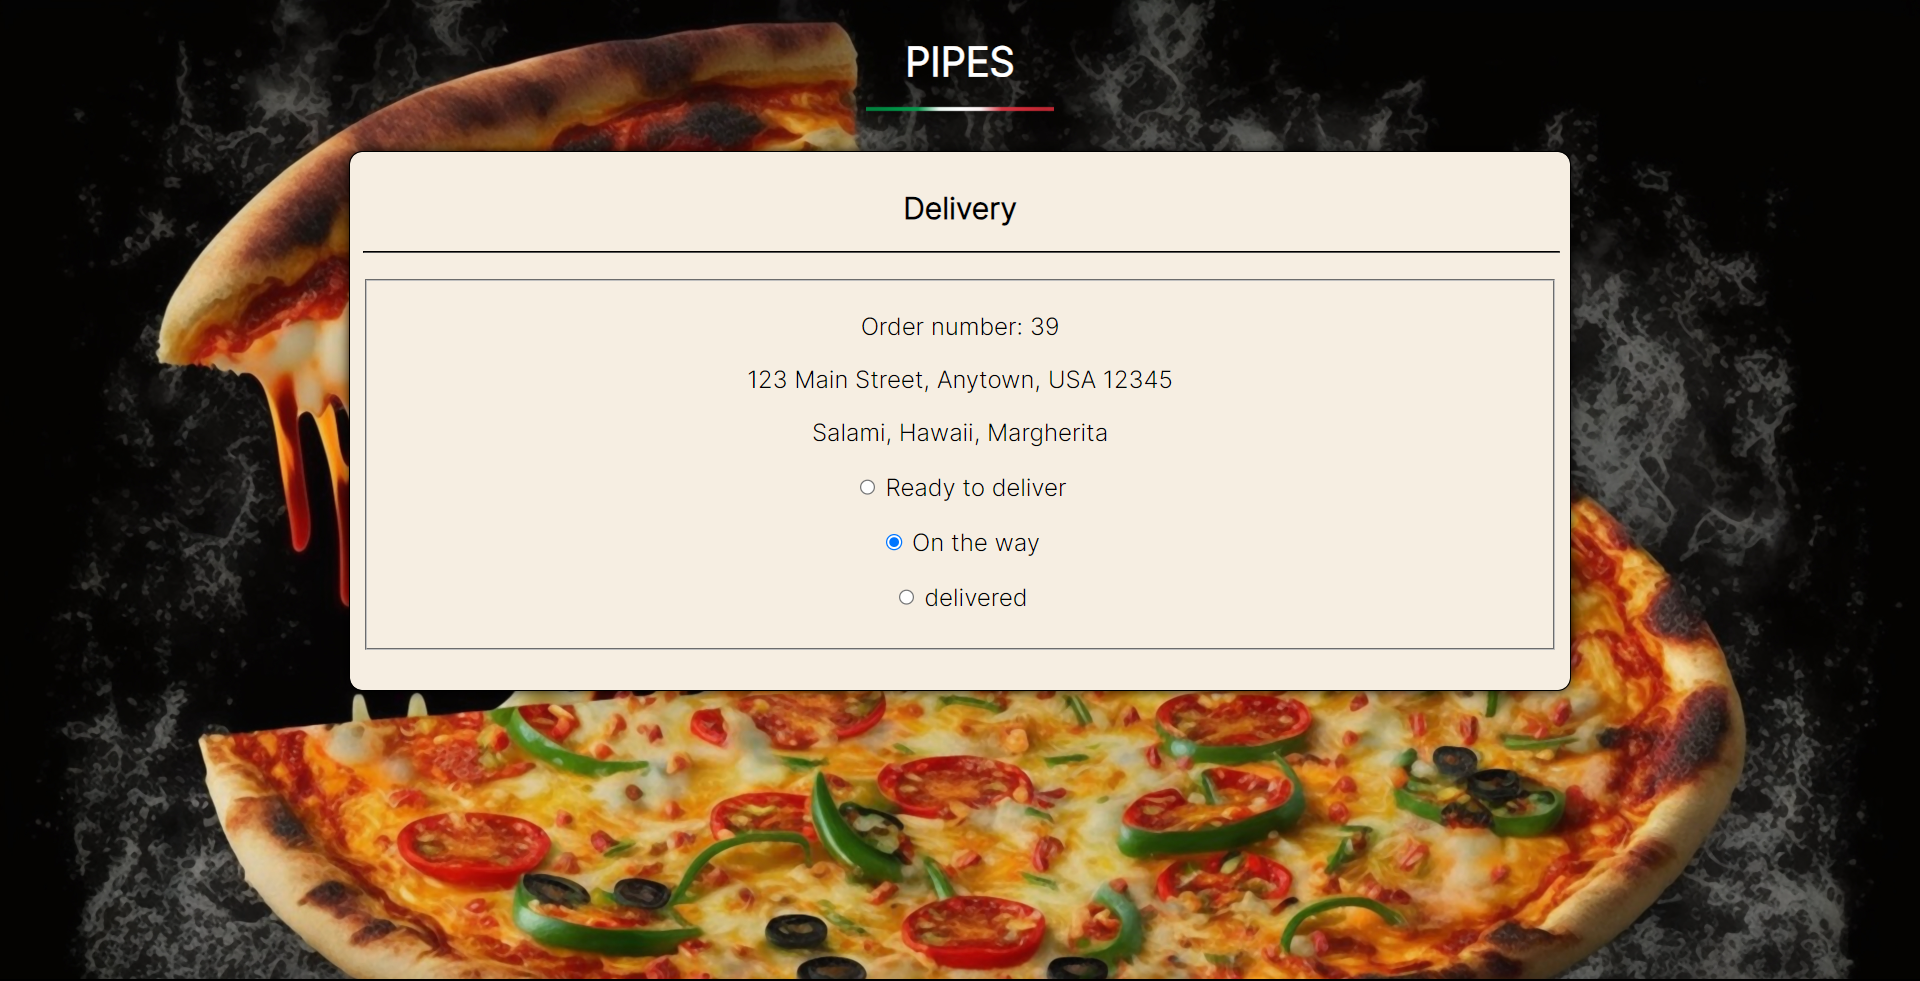 PIPES
Delivery
Order number: 39
123 Main Street, Anytown, USA 12345
Salami, Hawaii, Margherita
Ready to deliver
On the way
delivered